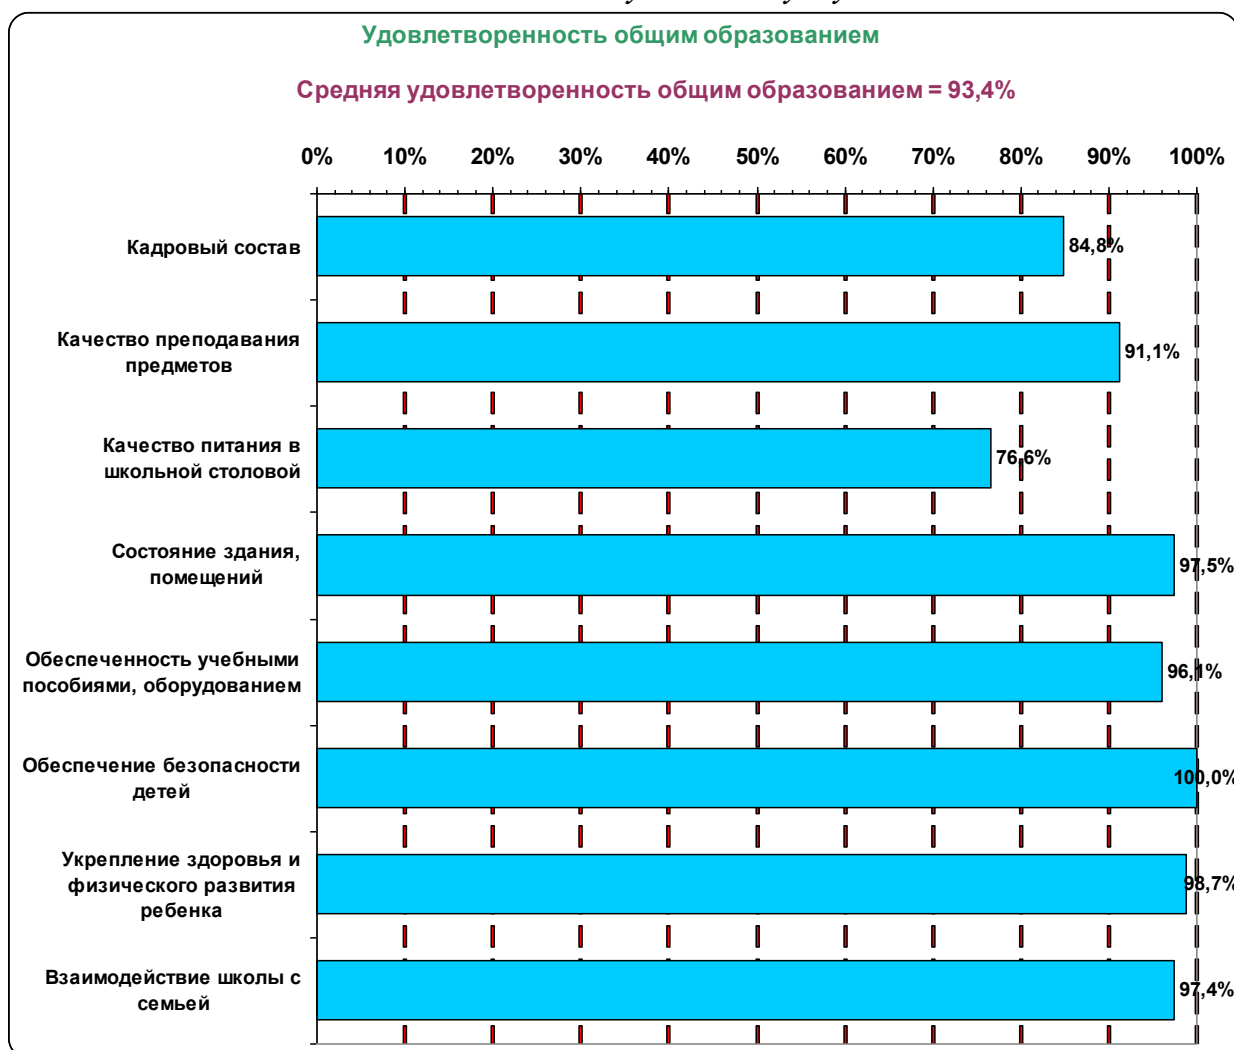 Удовлетворенность общим образованием
Средняя удовлетворенность общим образованием = 93,4%
0% 10% 20% 30% 40% 50% 60% 70% 80% 90% 100%
Кадровый состав
84,8%
Качество преподавания
предметов
91,1%
Качество питания в
школьной столовой
76,6%
Состояние здания,
помещений
97,5%
Обеспеченность учебными
пособиями, оборудованием
96,1%
Обеспечение безопасности
детей
100,0%
Укрепление здоровья и
физического развития
ребенка
98,7%
Взаимодействие школы с
семьей
97,4%